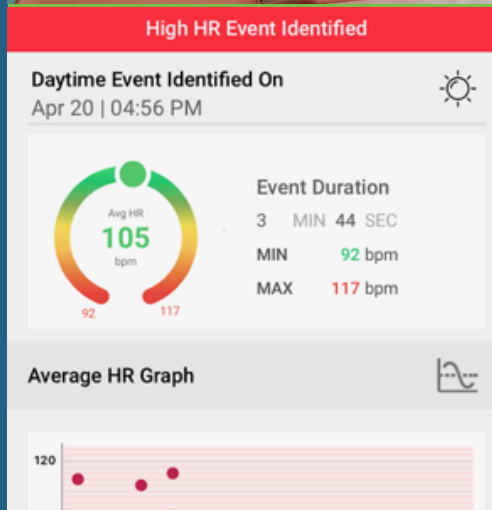 High HR Event Identified
Daytime Event Identified On
Apr 20 | 04:56 PM
Avg HR
105
bpm
92
117
Event Duration
3 MIN 44 SEC
MIN 92 bpm
MAX 117 bpm
Average HR Graph
120